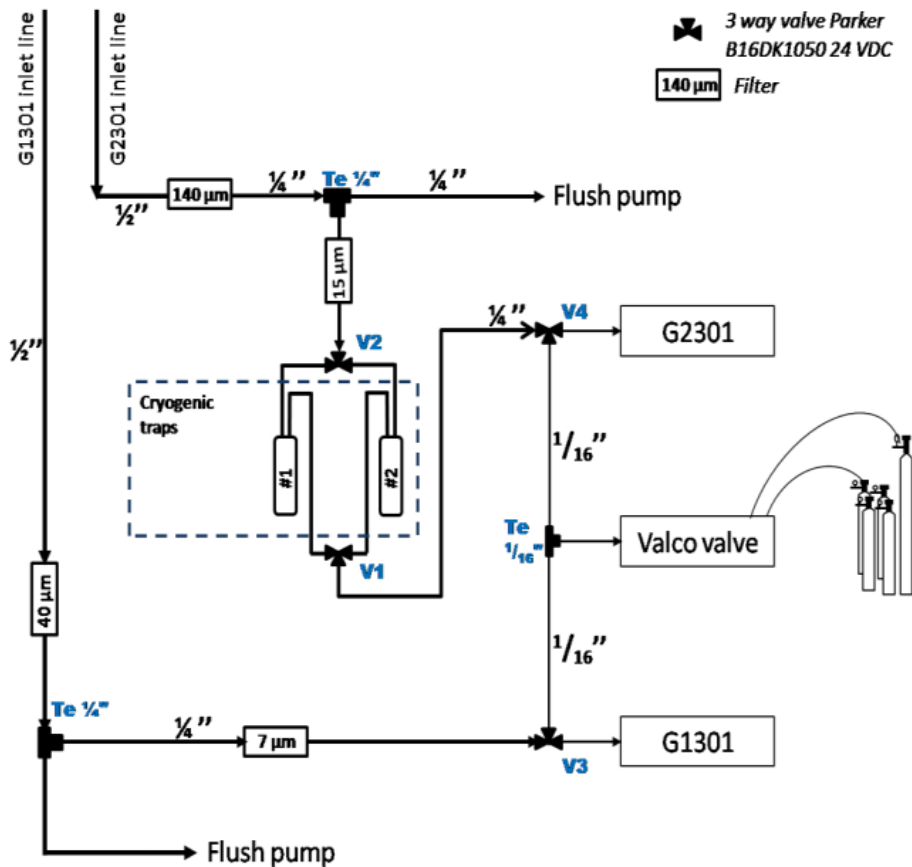 3 way valve Parker
B16DK1050 24 VDC
140 µm
Filter
G1301 inlet line
G2301 inlet line
½”
140 µm
¼”
Te ¼”
¼”
Flush pump
15 µm
½”
V2
¼”
V4
G2301
Cryogenic
traps
#1
#2
1/16”
Te
1/16”
Valco valve
V1
40 µm
1/16”
Te ¼”
¼”
7 µm
V3
G1301
Flush pump